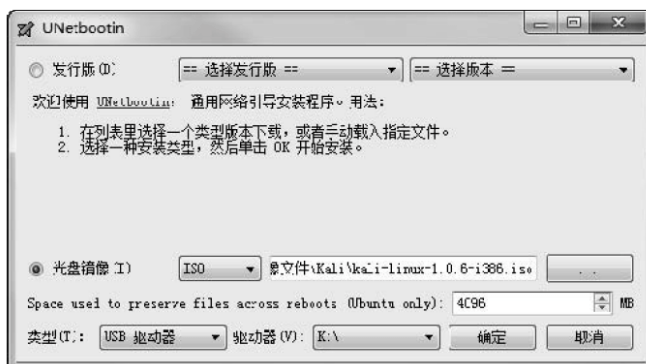 UNetbootin
发行版(D) == 选择发行版 == == 选择版本 ==
欢迎使用 UNetbootin, 通用网络引导安装程序。用法:
1. 在列表里选择一个类型版本下载,或者手动载入指定文件。
2. 选择一种安装类型,然后单击 OK 开始安装。
光盘镜像(I) ISO 象文件\Kali\kali-linux-1.0.6-i386.iso ...
Space used to preserve files across reboots (Ubuntu only): 4096 MB
类型(T): USB 驱动器 驱动器(V): K:\ 确定 取消